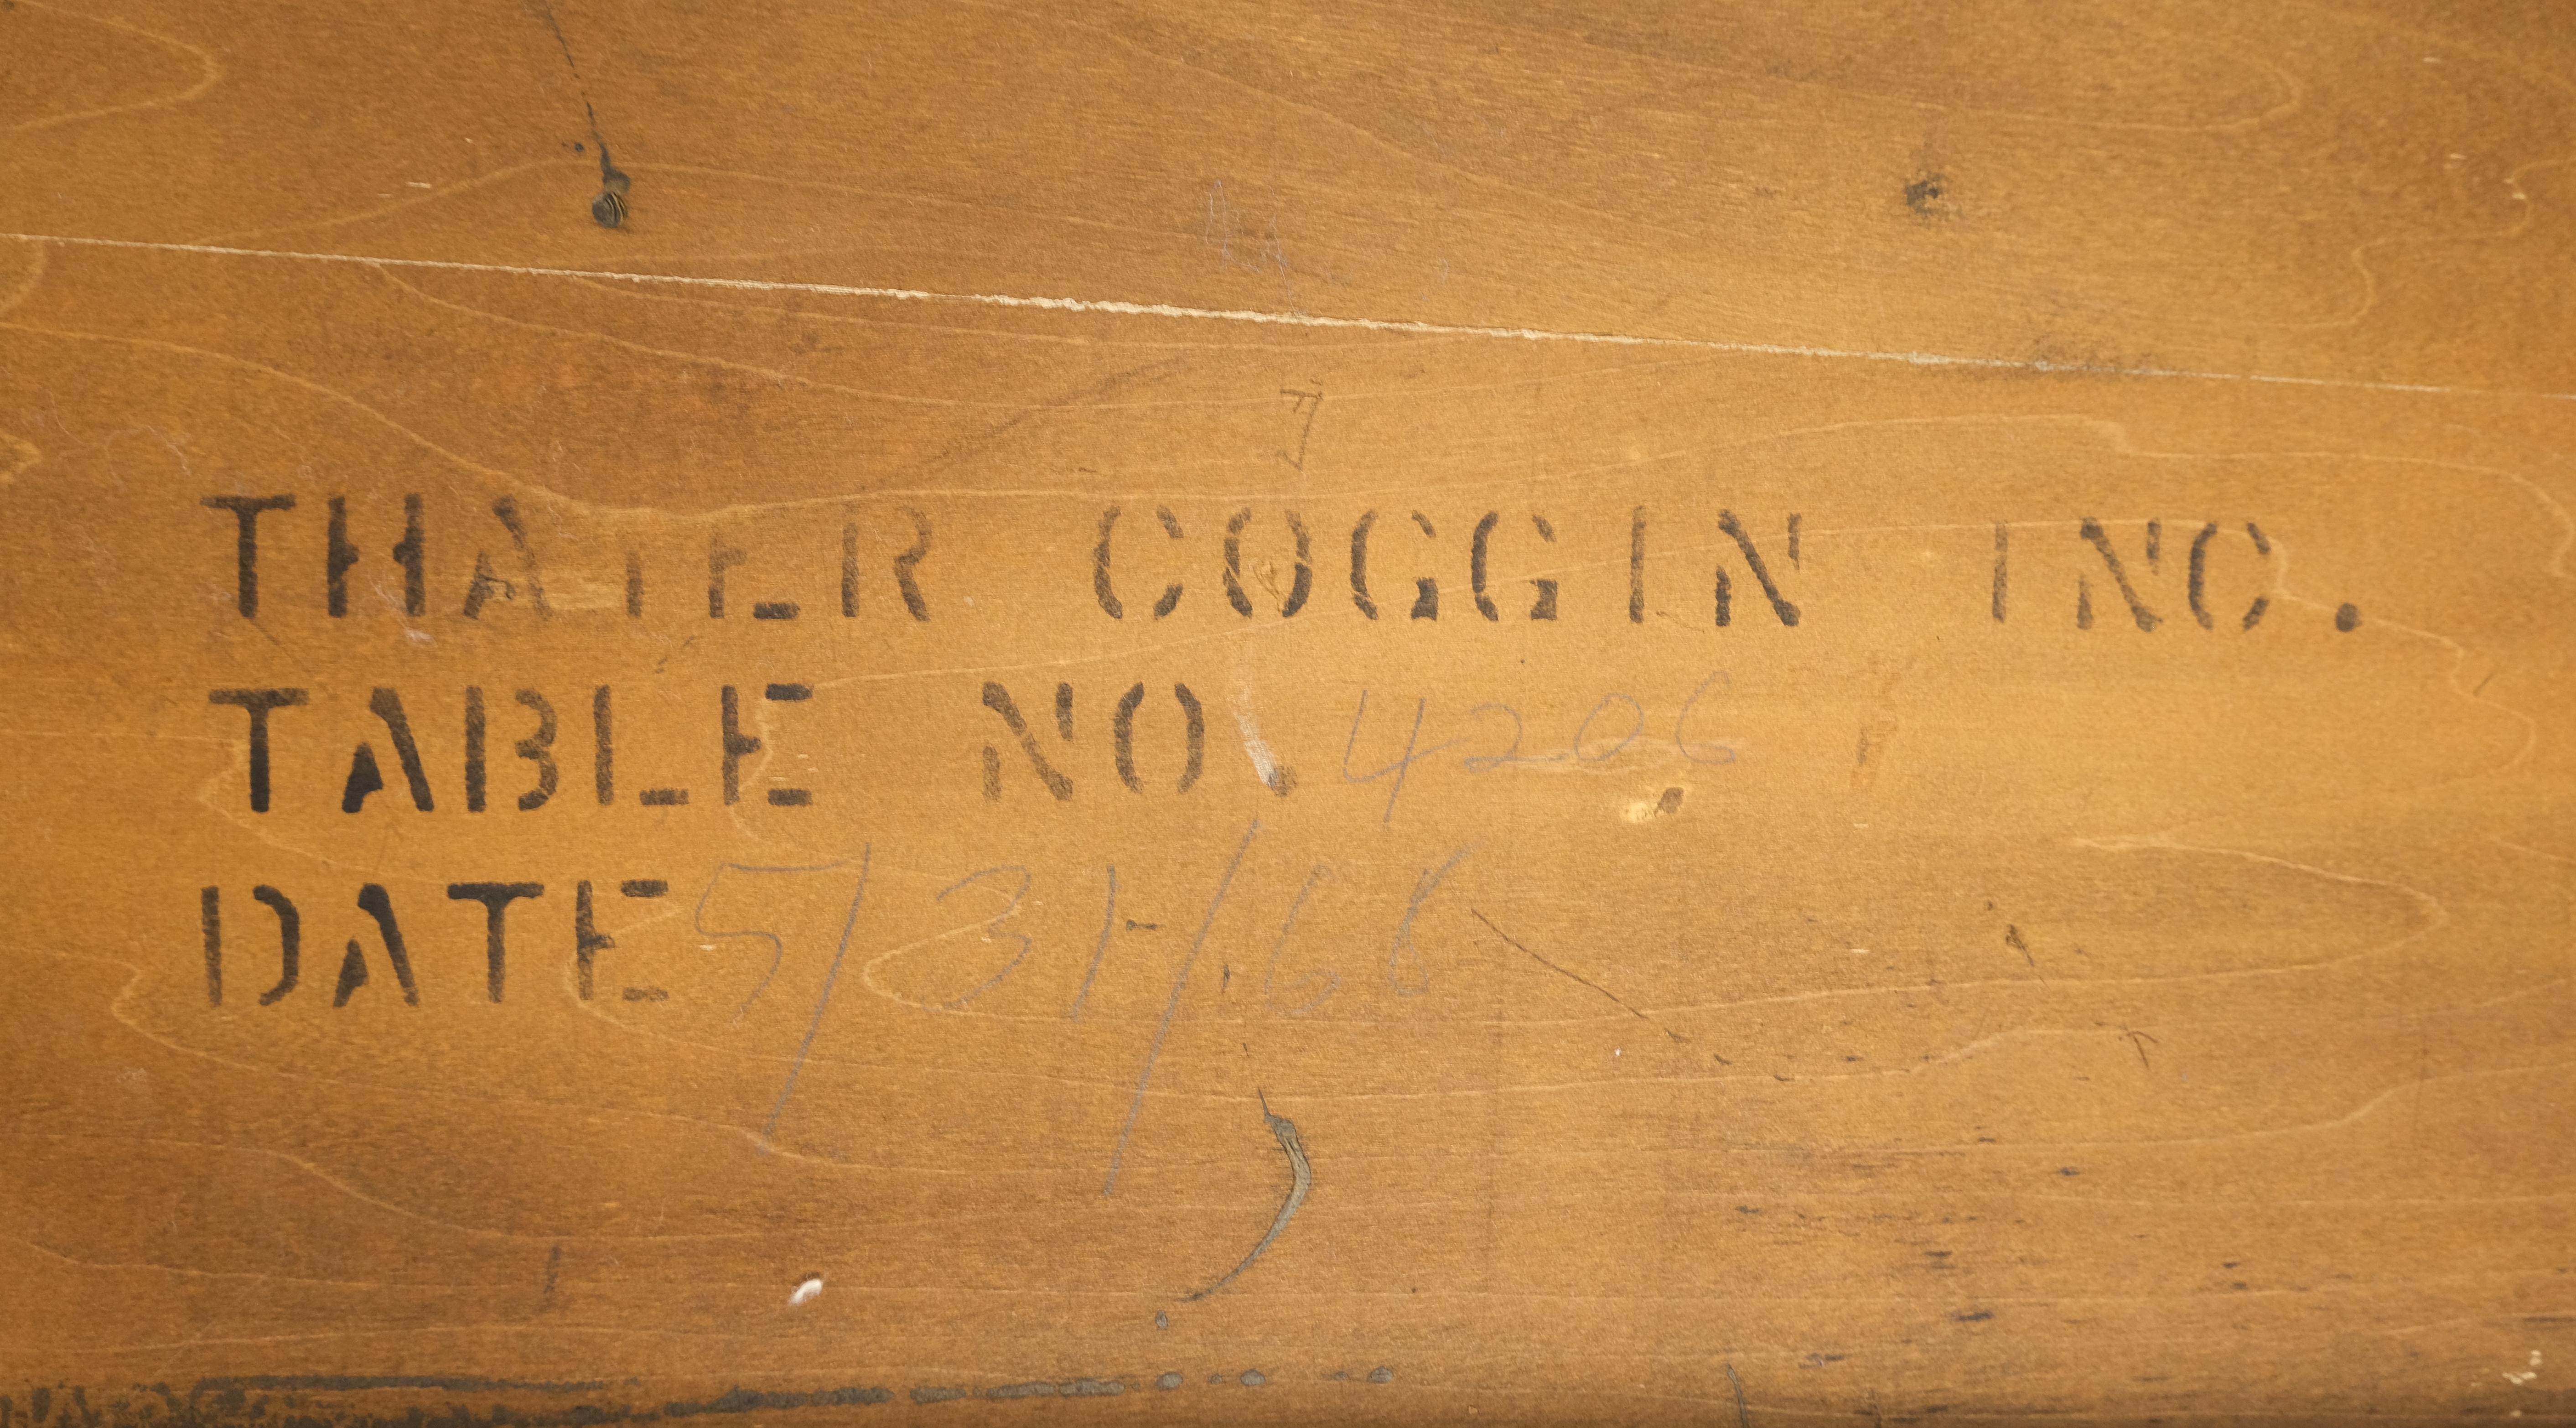 THAYER COGGIN INC.
TABLE NO. 4206
DATE 5/31/66